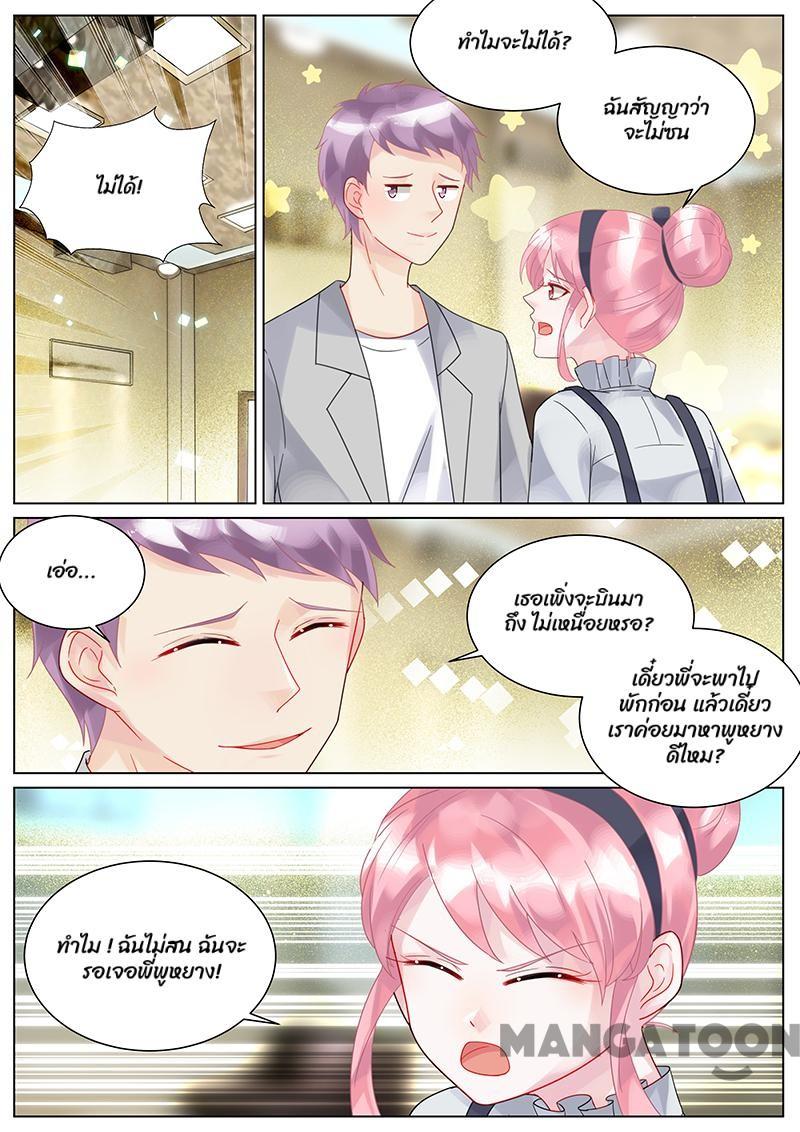 ไม่ได้!
ทำไมจะไม่ได้?
ฉันสัญญาว่า
จะไม่ซน
เอ่อ...
เธอเพิ่งจะบินมา
ถึง ไม่เหนื่อยหรอ?
เดี๋ยวพี่จะพาไป
พักก่อน แล้วเดี๋ยว
เราค่อยมาหาพูหยาง
ดีไหม?
ทำไม ! ฉันไม่สน ฉันจะ
รอเจอพี่พูหยาง!
MANGATOON